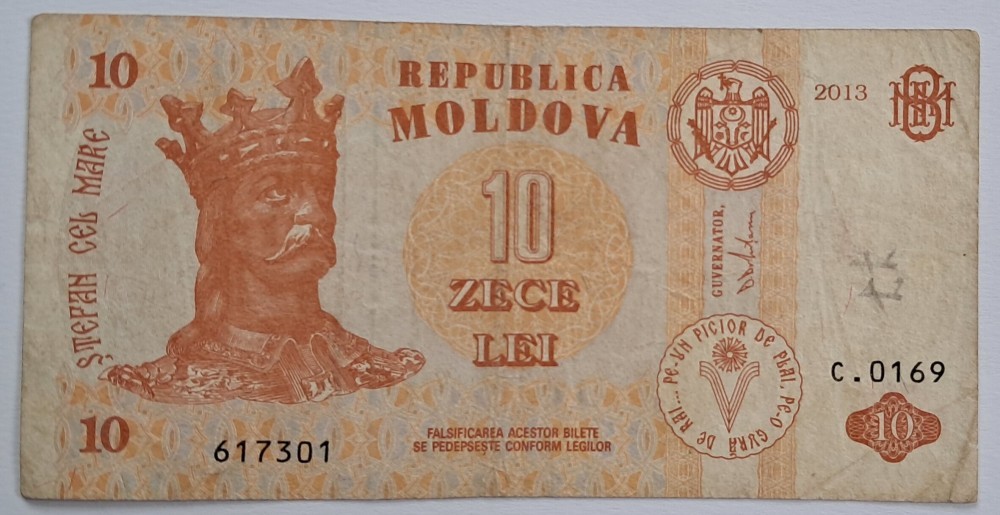 10
REPUBLICA
MOLDOVA
2013
ȘTEFAN CEL MARE
10
ZECE
LEI
GUVERNATOR,
PE-UN PICIOR DE PLAI, PE-O GURĂ DE RAI...
C.0169
10
10
617301
FALSIFICAREA ACESTOR BILETE
SE PEDEPSEȘTE CONFORM LEGILOR